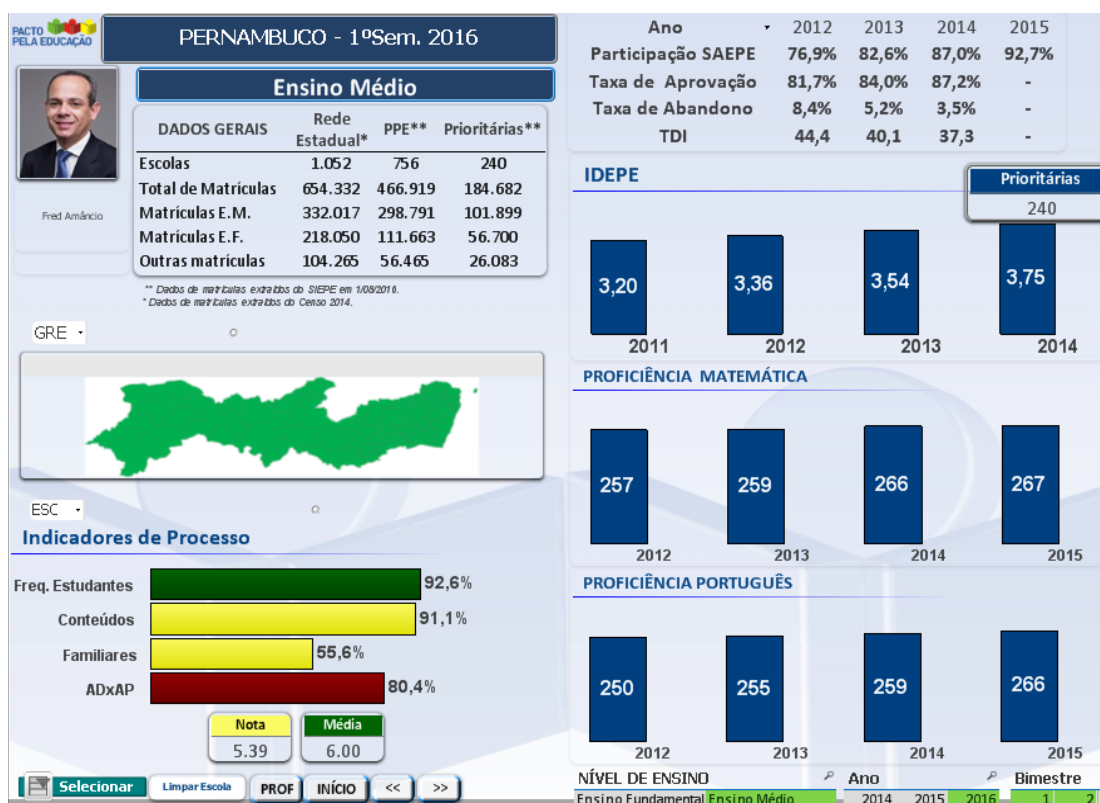 PACTO
PELA EDUCAÇÃO
PERNAMBUCO - 1ºSem. 2016
Ensino Médio
Fred Amâncio
DADOS GERAIS Rede Estadual* PPE** Prioritárias**
Escolas 1.052 756 240
Total de Matrículas 654.332 466.919 184.682
Matrículas E.M. 332.017 298.791 101.899
Matrículas E.F. 218.050 111.663 56.700
Outras matrículas 104.265 56.465 26.083
** Dados de matrículas extraídos do SIEPE em 1/08/2016.
* Dados de matrículas extraídos do Censo 2014.
GRE
ESC
Indicadores de Processo
Freq. Estudantes 92,6%
Conteúdos 91,1%
Familiares 55,6%
ADxAP 80,4%
Nota Média
5.39 6.00
Selecionar Limpar Escola PROF INÍCIO << >>
Ano 2012 2013 2014 2015
Participação SAEPE 76,9% 82,6% 87,0% 92,7%
Taxa de Aprovação 81,7% 84,0% 87,2% -
Taxa de Abandono 8,4% 5,2% 3,5% -
TDI 44,4 40,1 37,3 -
IDEPE
Prioritárias
240
3,20 3,36 3,54 3,75
2011 2012 2013 2014
PROFICIÊNCIA MATEMÁTICA
257 259 266 267
2012 2013 2014 2015
PROFICIÊNCIA PORTUGUÊS
250 255 259 266
2012 2013 2014 2015
NÍVEL DE ENSINO Ano Bimestre
Ensino Fundamental Ensino Médio 2014 2015 2016 1 2